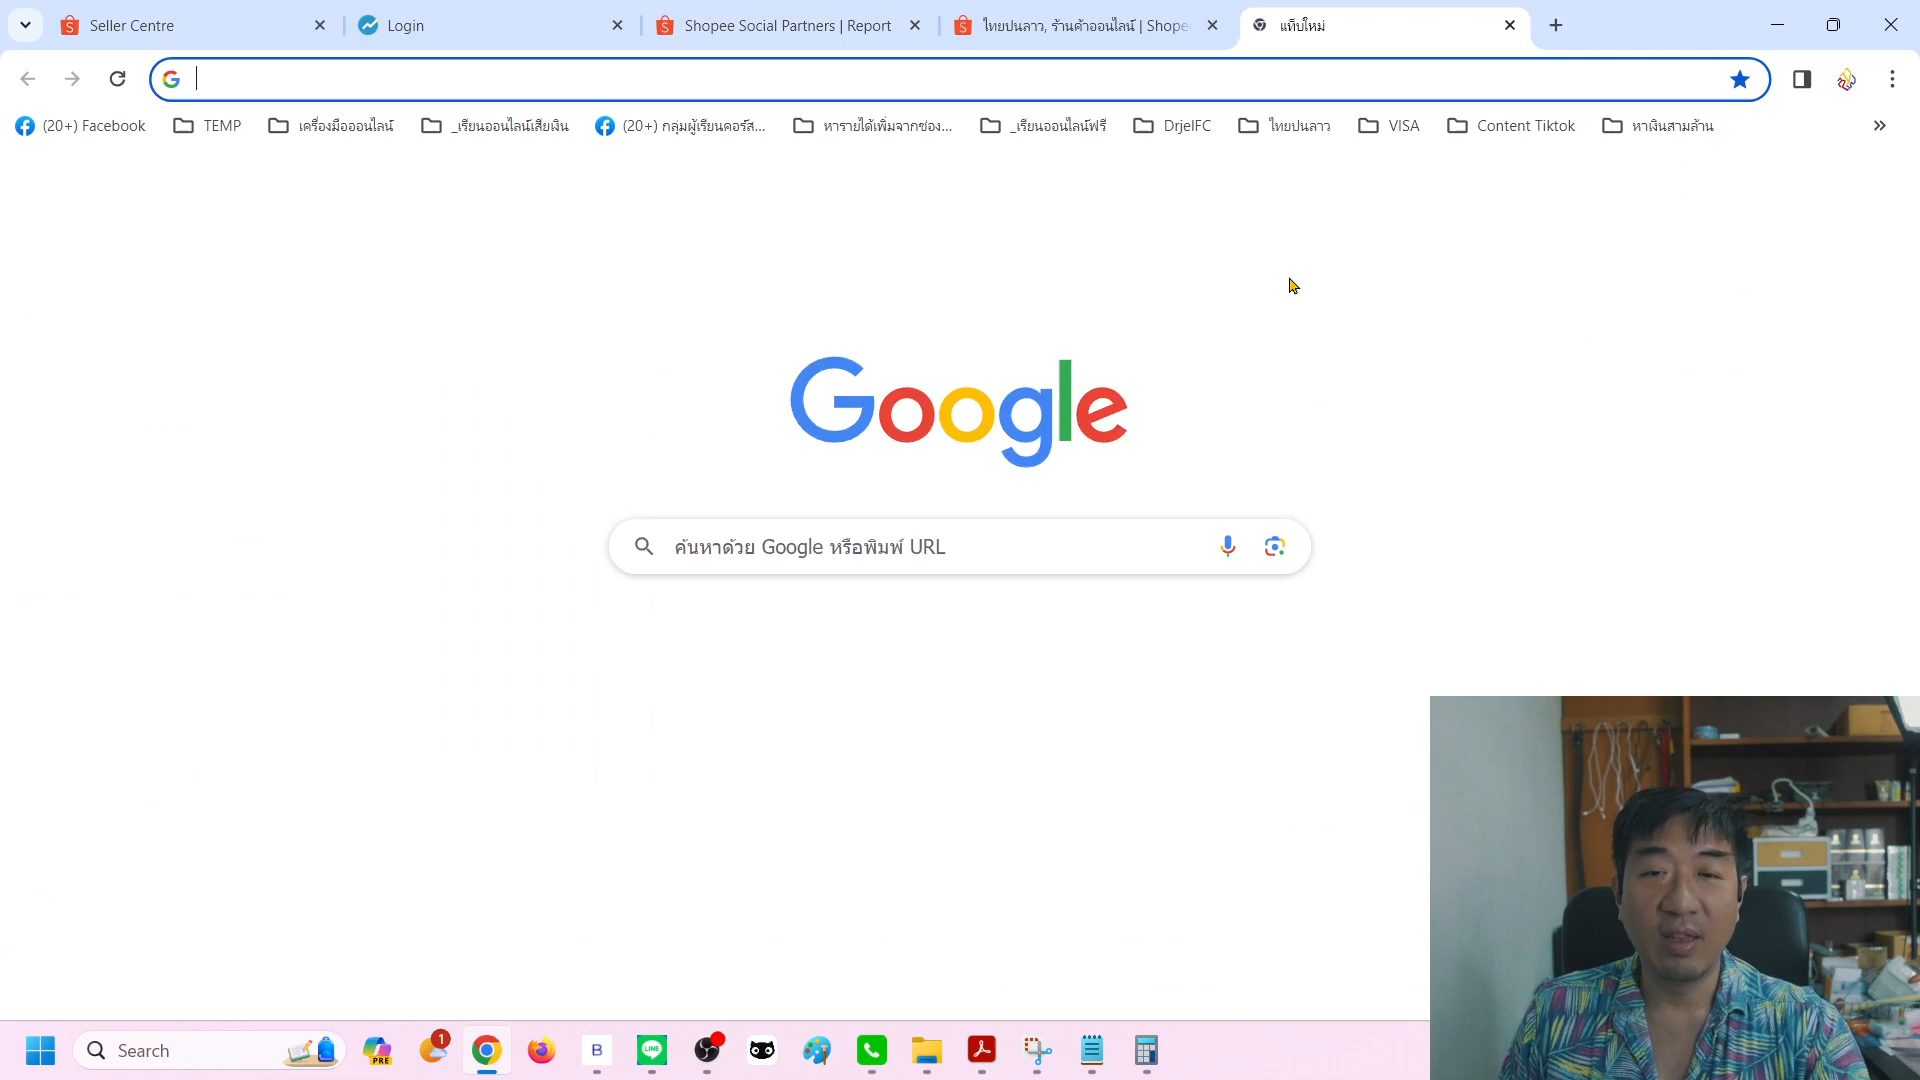 Seller Centre
Login
Shopee Social Partners | Report
ไทยปนลาว, ร้านค้าออนไลน์ | Shope
แท็บใหม่
(20+) Facebook
TEMP
เครื่องมือออนไลน์
_เรียนออนไลน์เสียเงิน
(20+) กลุ่มผู้เรียนคอร์ส...
หารายได้เพิ่มจากช่อง...
_เรียนออนไลน์ฟรี
DrjelFC
ไทยปนลาว
VISA
Content Tiktok
หาเงินสามล้าน
Google
ค้นหาด้วย Google หรือพิมพ์ URL
Search
PRE
1
B
LINE